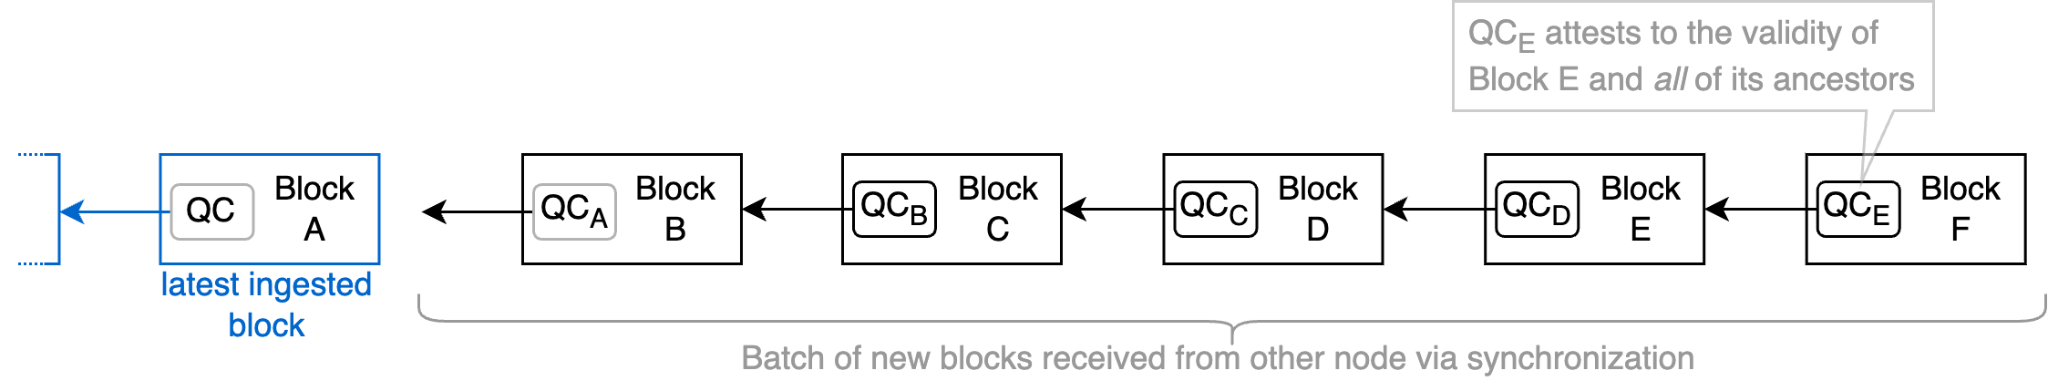 QC_E attests to the validity of
Block E and all of its ancestors
QC
Block
A
QC_A
Block
B
QC_B
Block
C
QC_C
Block
D
QC_D
Block
E
QC_E
Block
F
latest ingested
block
Batch of new blocks received from other node via synchronization